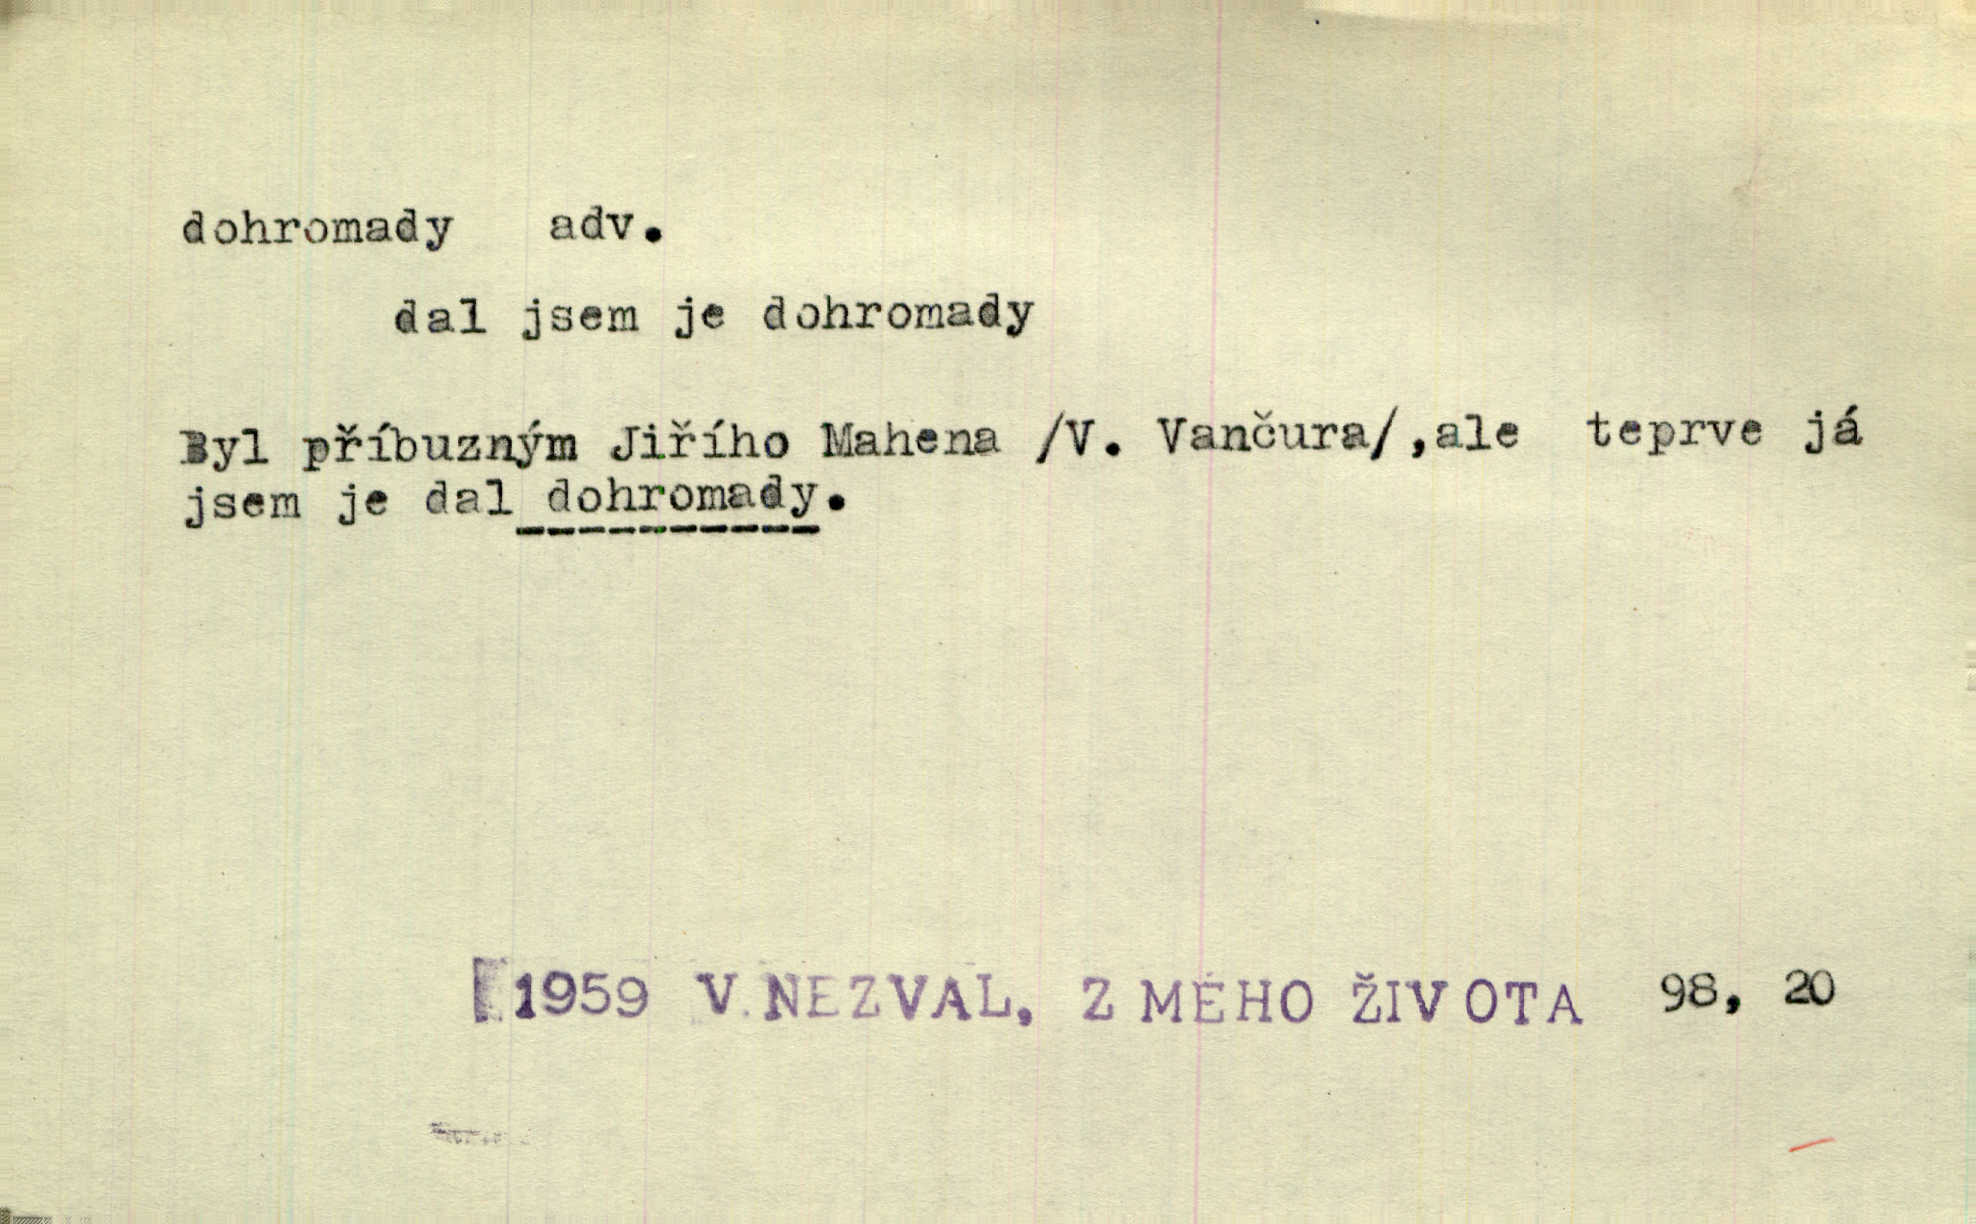 dohromady adv.
dal jsem je dohromady
Byl příbuzným Jiřího Mahena /V. Vančura/,ale teprve já
jsem je dal dohromady.
1959 V. NEZVAL, Z MÉHO ŽIVOTA 98, 20